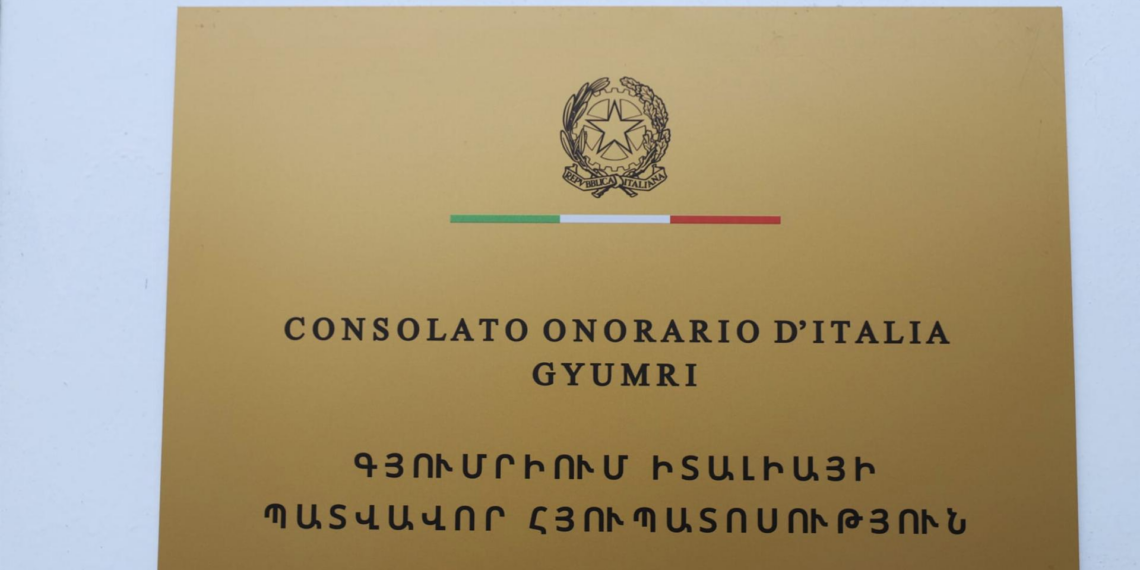 REPVBBLICA ITALIANA
CONSOLATO ONORARIO D’ITALIA
GYUMRI
ԳՅՈՒՄՐԻՈՒՄ ԻՏԱԼԻԱՅԻ
ՊԱՏՎԱՎՈՐ ՀՅՈՒՊԱՏՈՍՈՒԹՅՈՒՆ